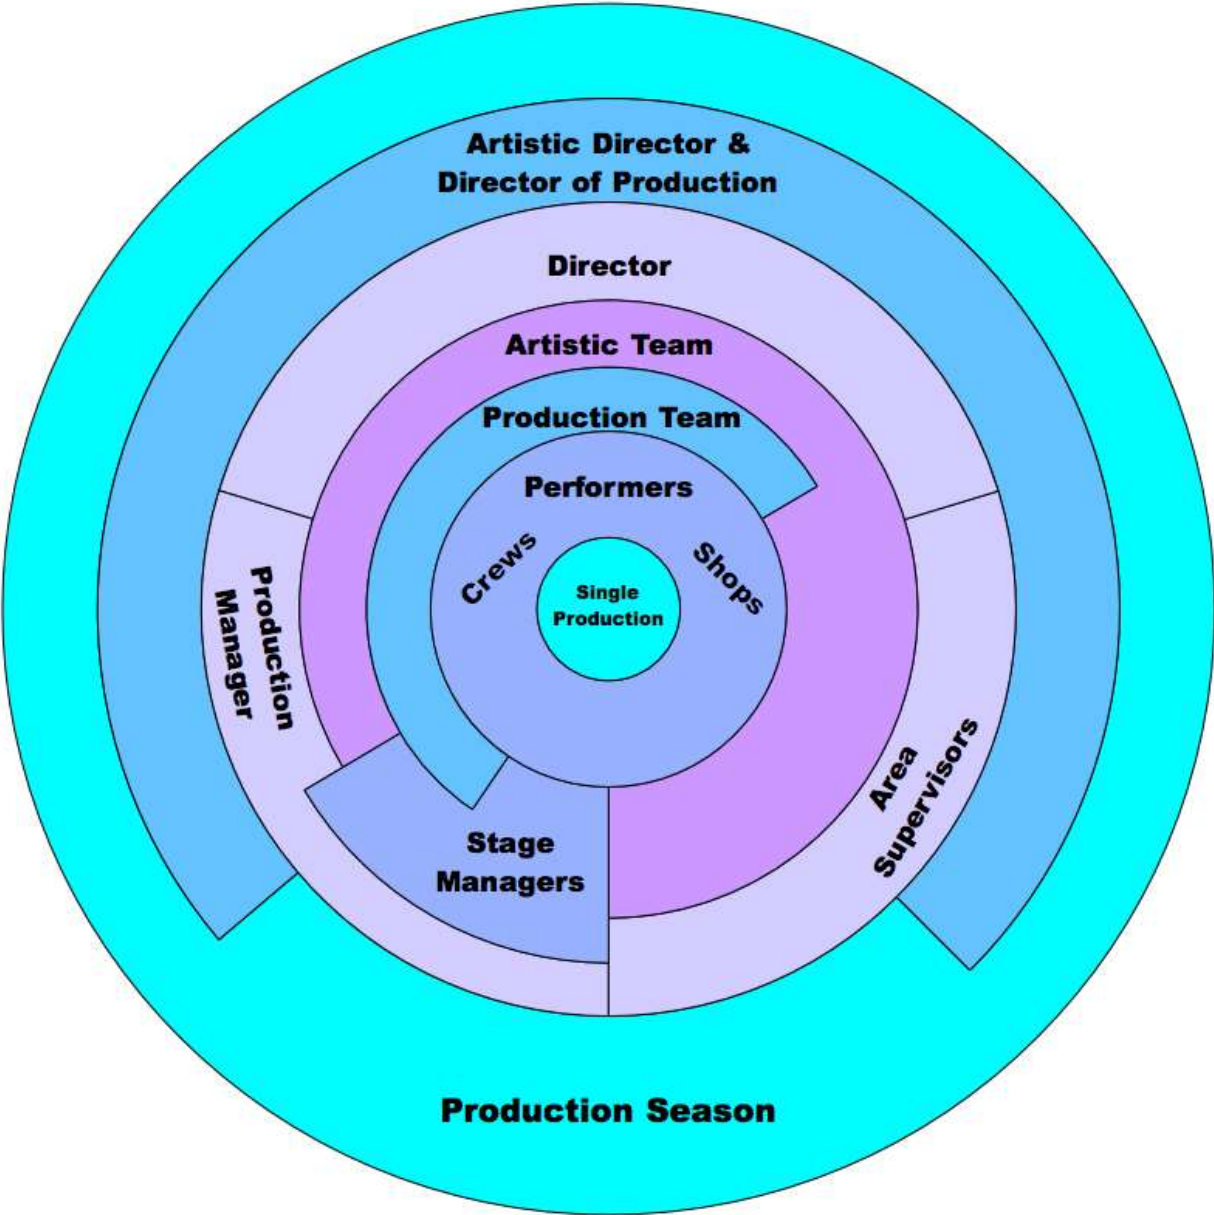 Artistic Director &
Director of Production
Director
Artistic Team
Production Team
Performers
Crews
Shops
Single
Production
Production
Manager
Area
Supervisors
Stage
Managers
Production Season